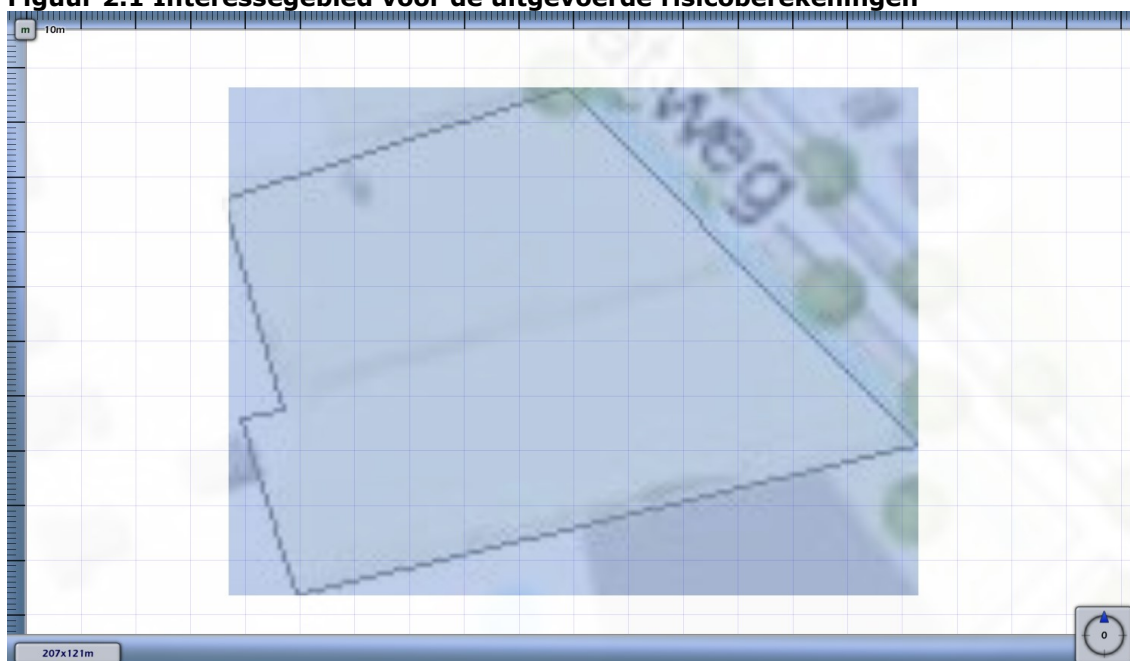 Figuur 2.1 Interessegebied voor de uitgevoerde risicoberekeningen
m 10m
weg
207x121m
0